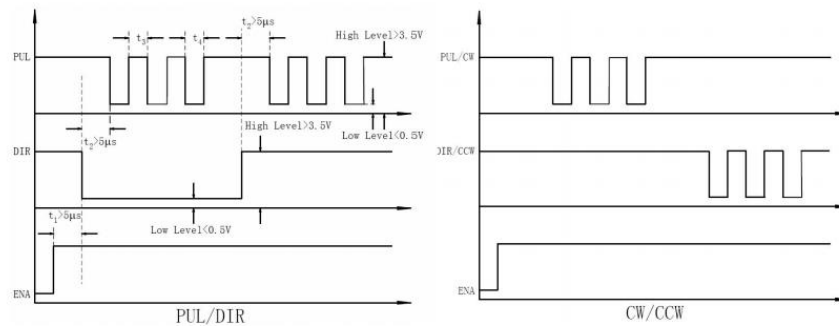 t₂>5μs
High Level>3.5V
PUL
t₃
t₄
t₂>5μs
High Level>3.5V
Low Level<0.5V
DIR
t₁>5μs
Low Level<0.5V
ENA
PUL/DIR
PUL/CW
DIR/CCW
ENA
CW/CCW